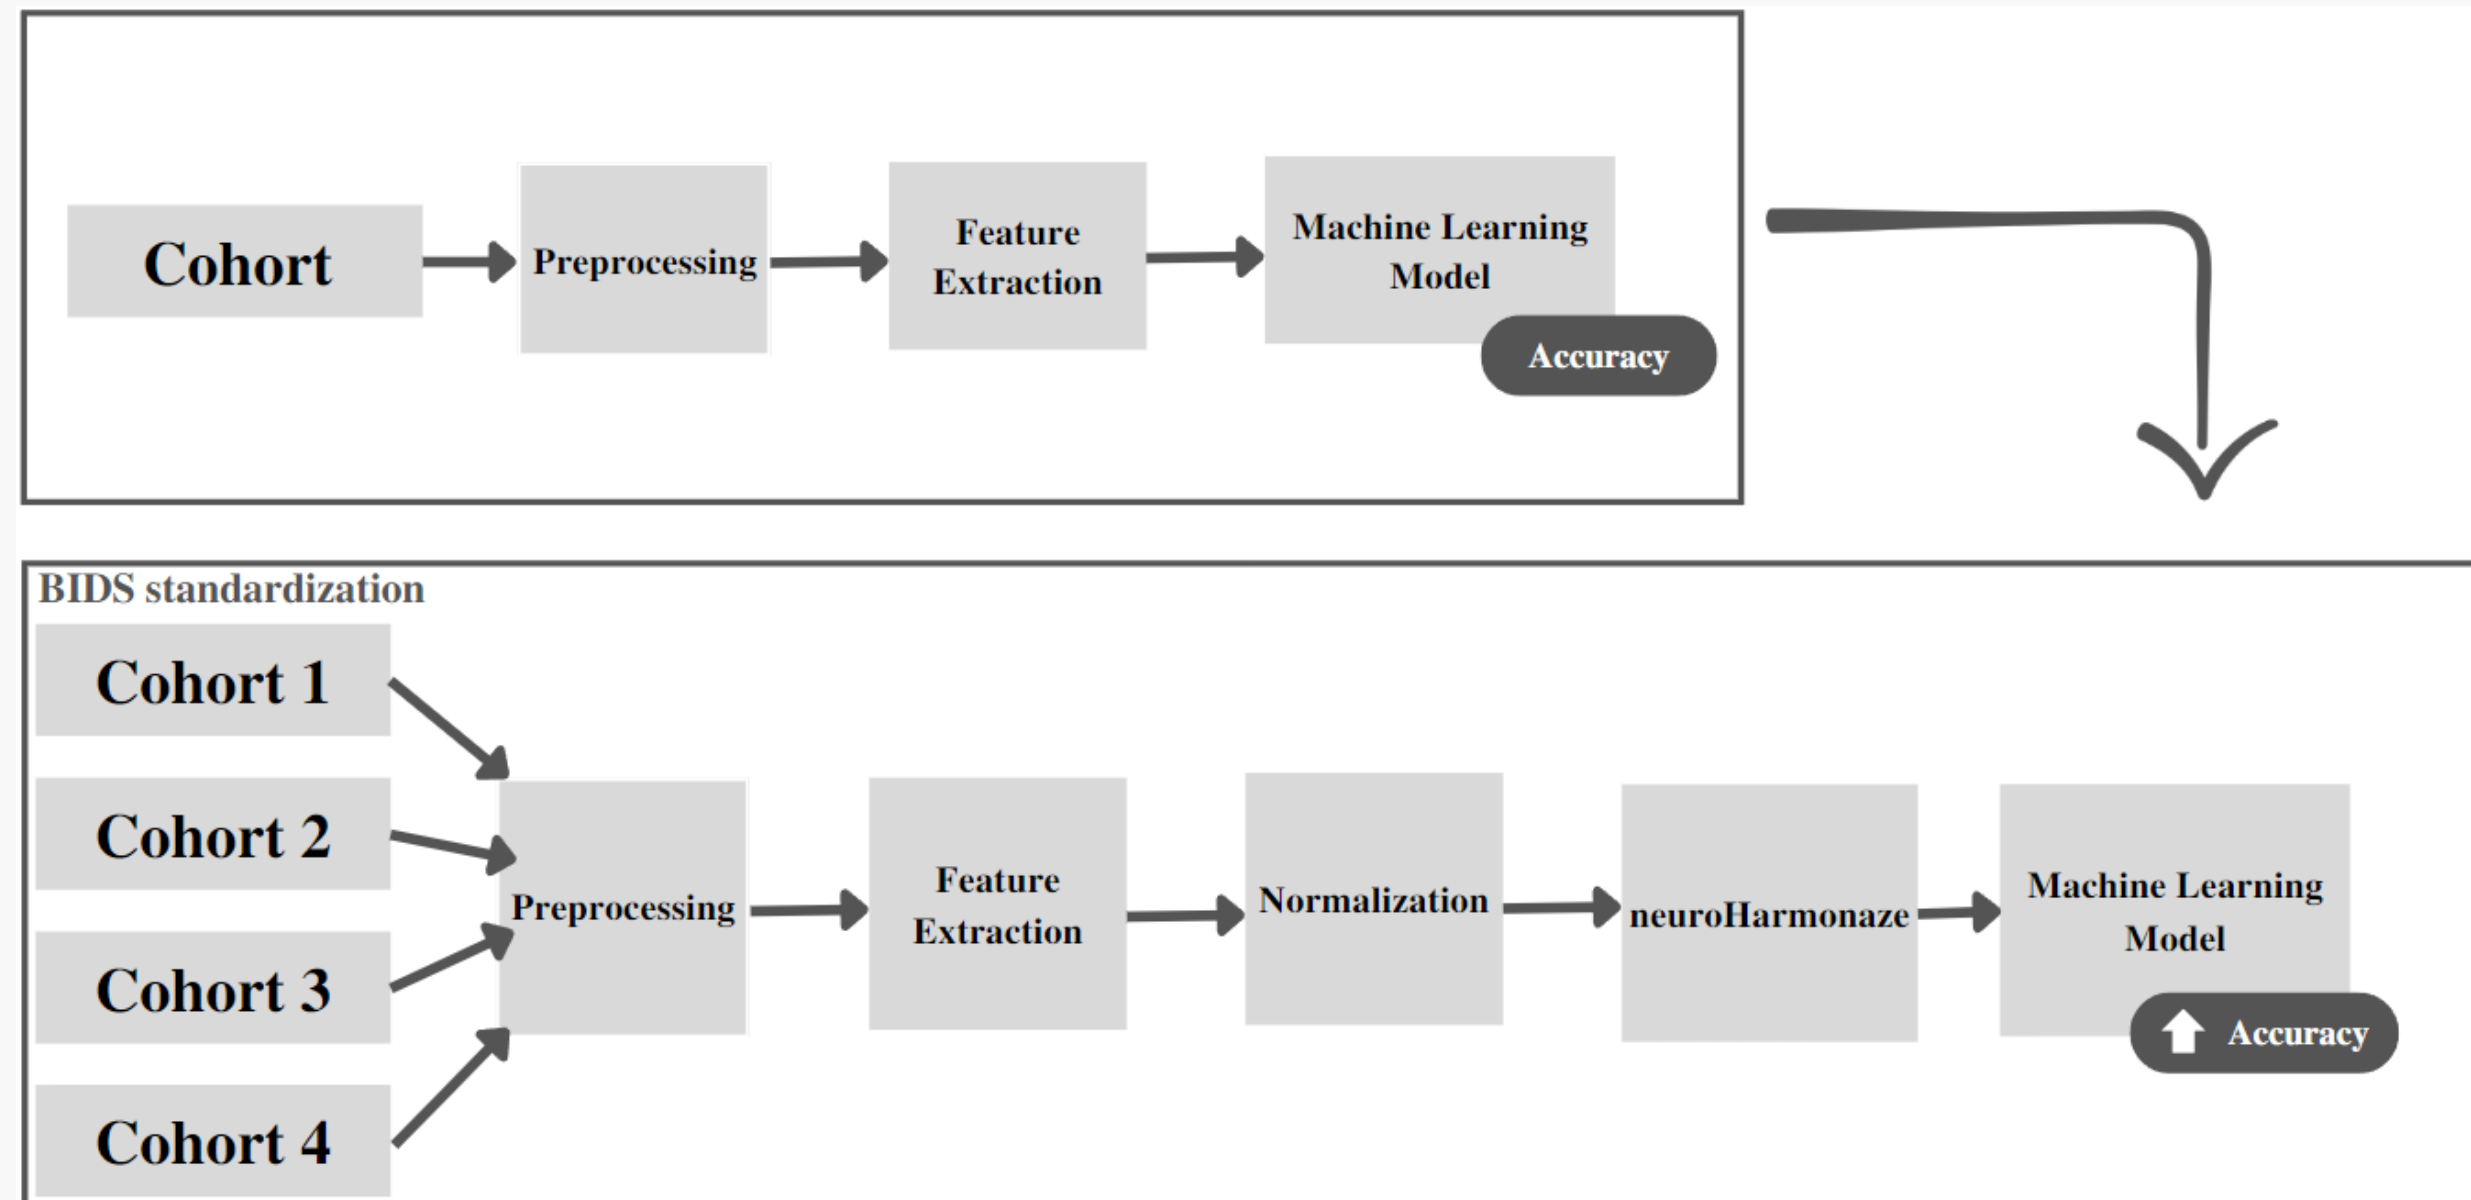 Cohort
Preprocessing
Feature
Extraction
Machine Learning
Model
Accuracy
BIDS standardization
Cohort 1
Cohort 2
Cohort 3
Cohort 4
Preprocessing
Feature
Extraction
Normalization
neuroHarmonaze
Machine Learning
Model
Accuracy